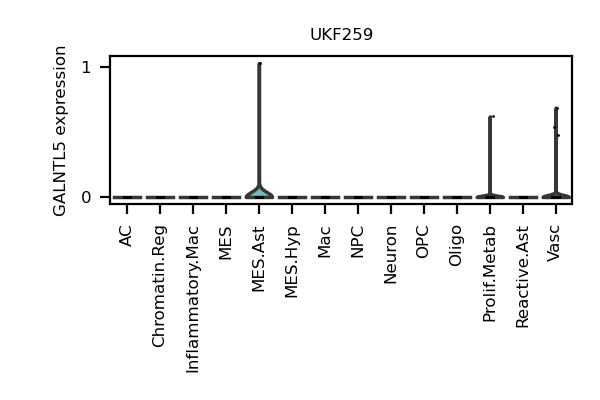 UKF259
GALNTL5 expression
1
0
AC
Chromatin.Reg
Inflammatory.Mac
MES
MES.Ast
MES.Hyp
Mac
NPC
Neuron
OPC
Oligo
Prolif.Metab
Reactive.Ast
Vasc